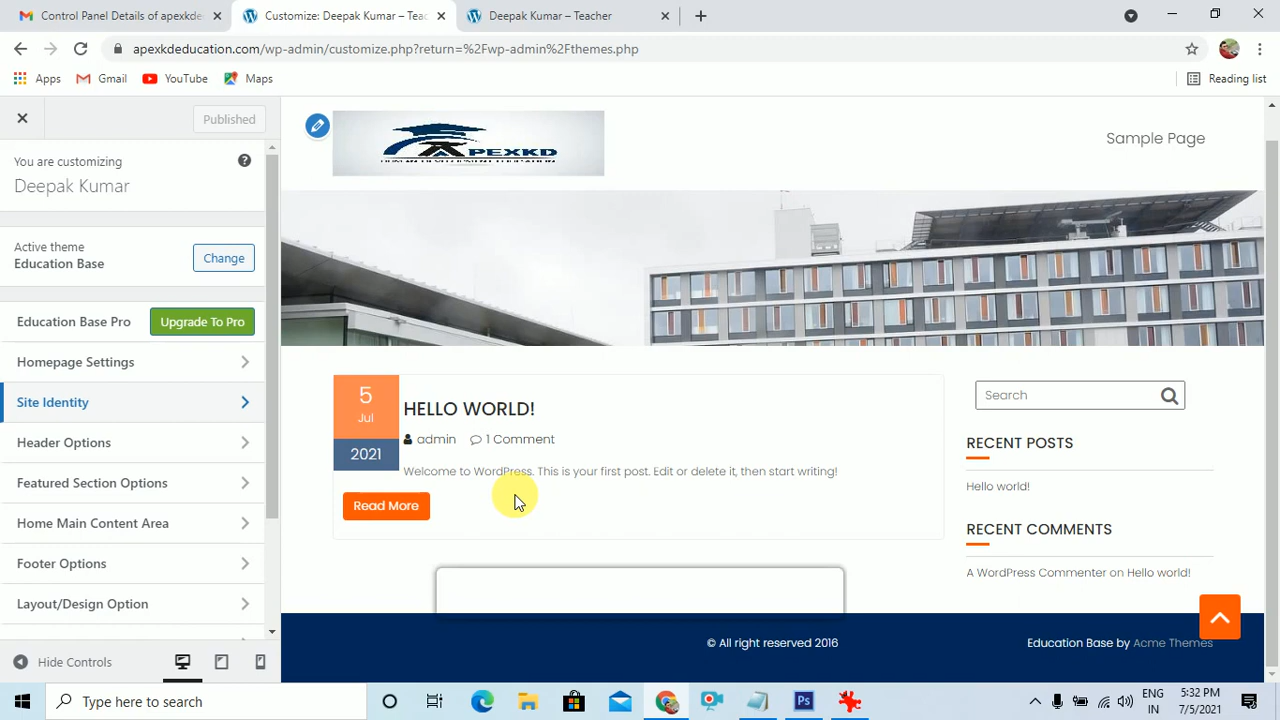 Control Panel Details of apexkde
Customize: Deepak Kumar – Teac
Deepak Kumar – Teacher
apexkdeducation.com/wp-admin/customize.php?return=%2Fwp-admin%2Fthemes.php
Apps
Gmail
YouTube
Maps
Reading list
Published
You are customizing
Deepak Kumar
Active theme
Education Base
Change
Education Base Pro
Upgrade To Pro
Homepage Settings
Site Identity
Header Options
Featured Section Options
Home Main Content Area
Footer Options
Layout/Design Option
Hide Controls
APEXKD
HUMAN DEVELOPMENT EDUCATION
Sample Page
5
Jul
2021
HELLO WORLD!
admin
1 Comment
Welcome to WordPress. This is your first post. Edit or delete it, then start writing!
Read More
Search
RECENT POSTS
Hello world!
RECENT COMMENTS
A WordPress Commenter on Hello world!
© All right reserved 2016
Education Base by Acme Themes
Type here to search
Ps
ENG
IN
5:32 PM
7/5/2021